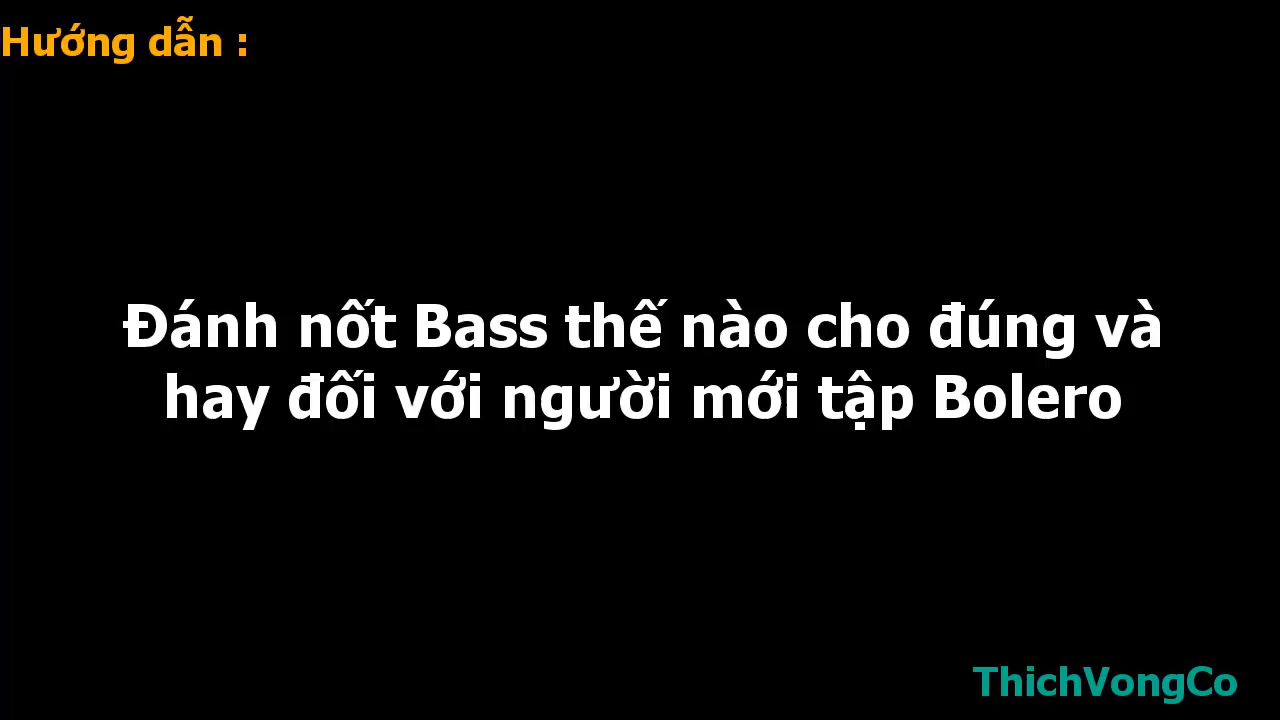 Hướng dẫn :
Đánh nốt Bass thế nào cho đúng và
hay đối với người mới tập Bolero
ThichVongCo